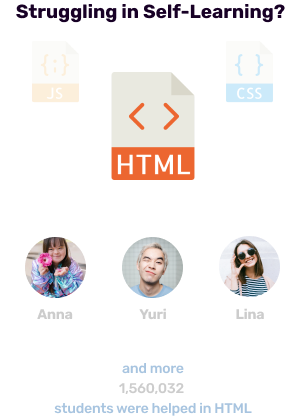 Struggling in Self-Learning?
{;}
{ }
JS
CSS
< >
HTML
Anna
Yuri
Lina
and more
1,560,032
students were helped in HTML